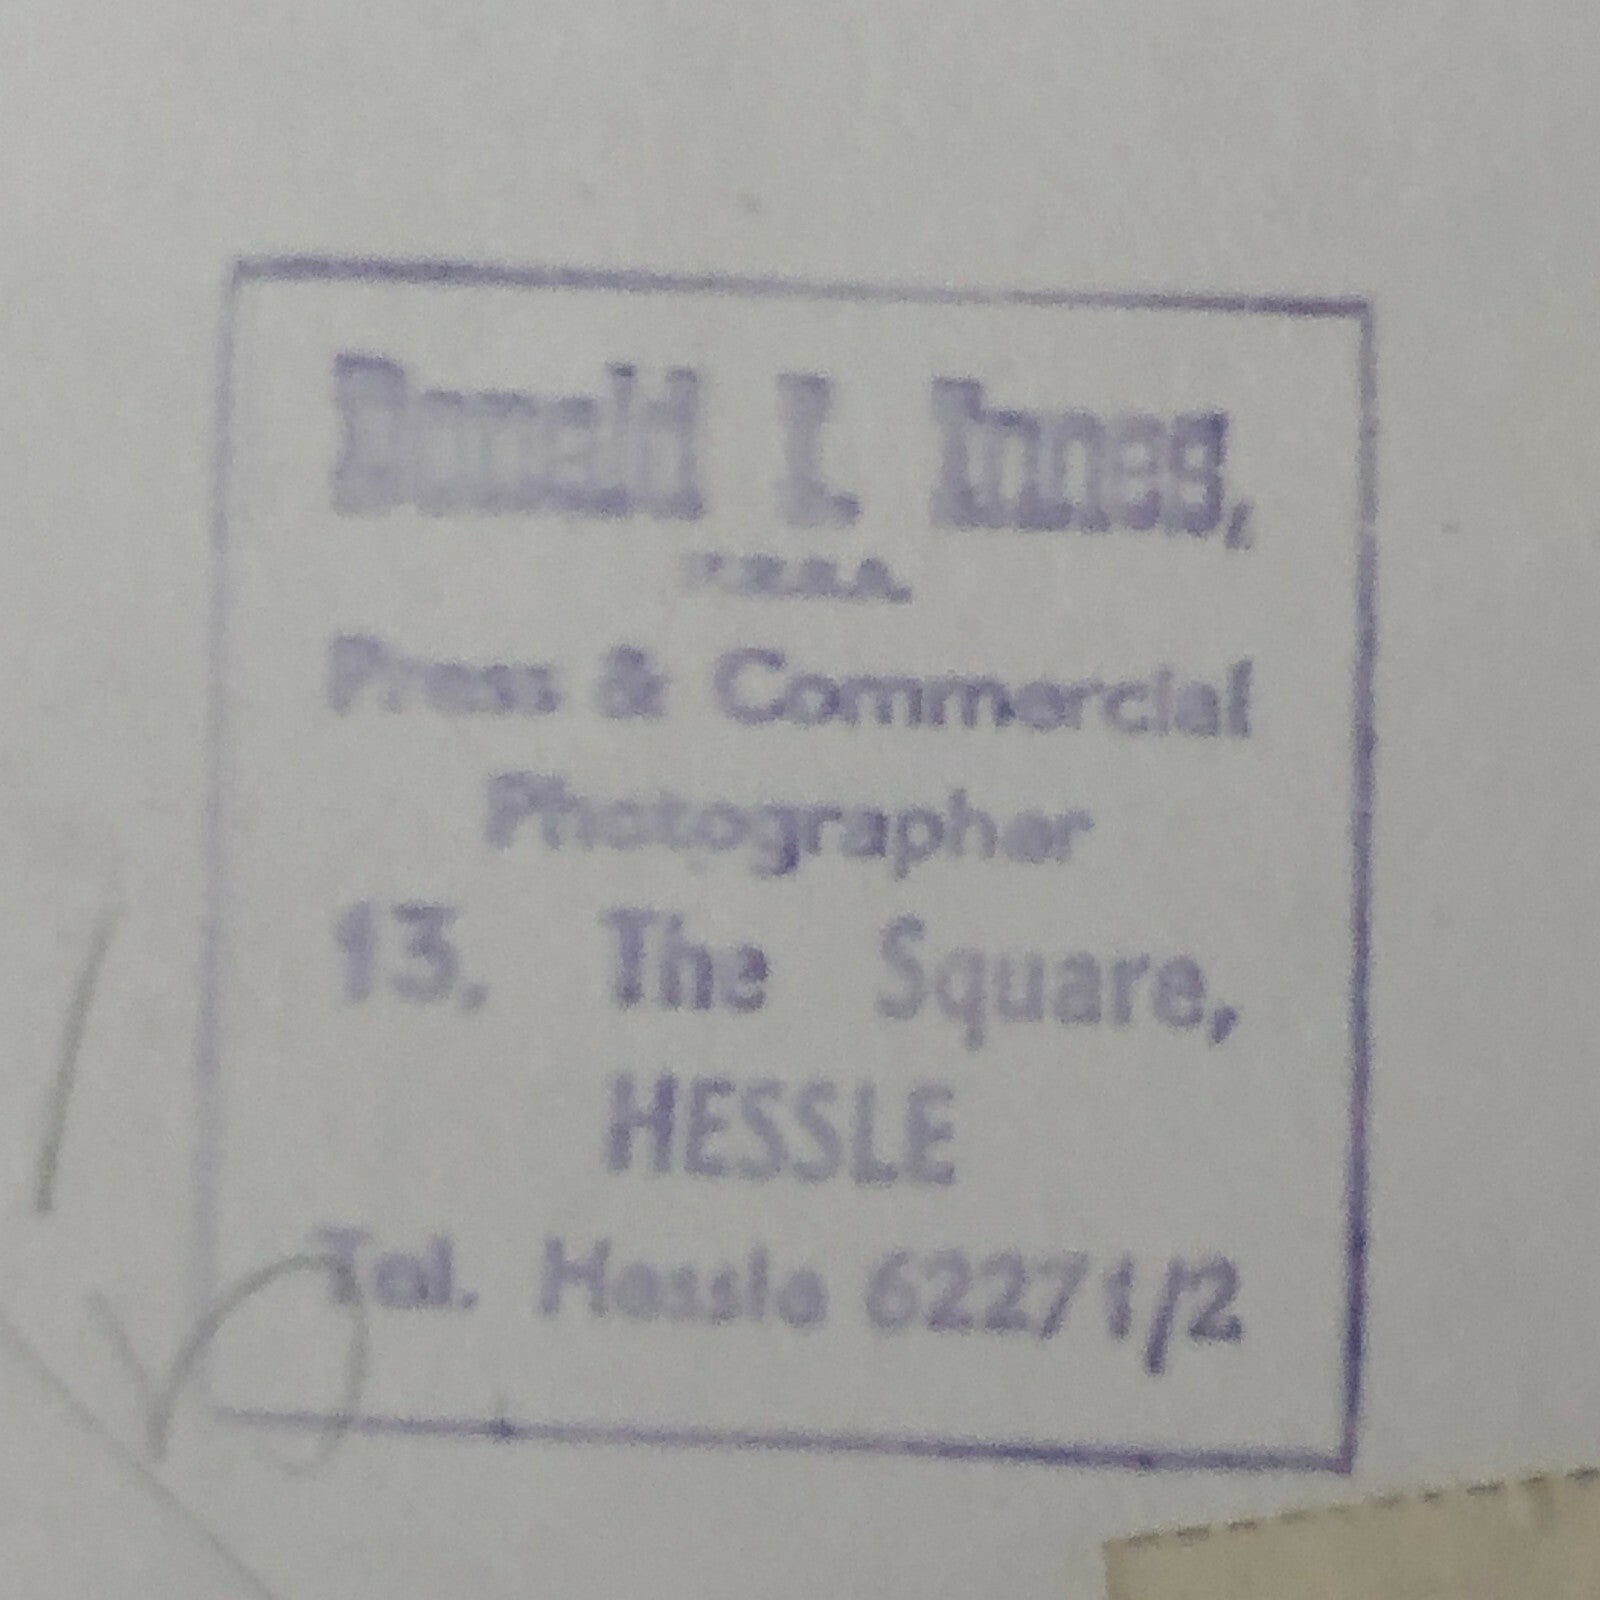 Donald I. Innes,
Press & Commercial
Photographer
13, The Square,
HESSLE
Tel. Hessle 62271/2